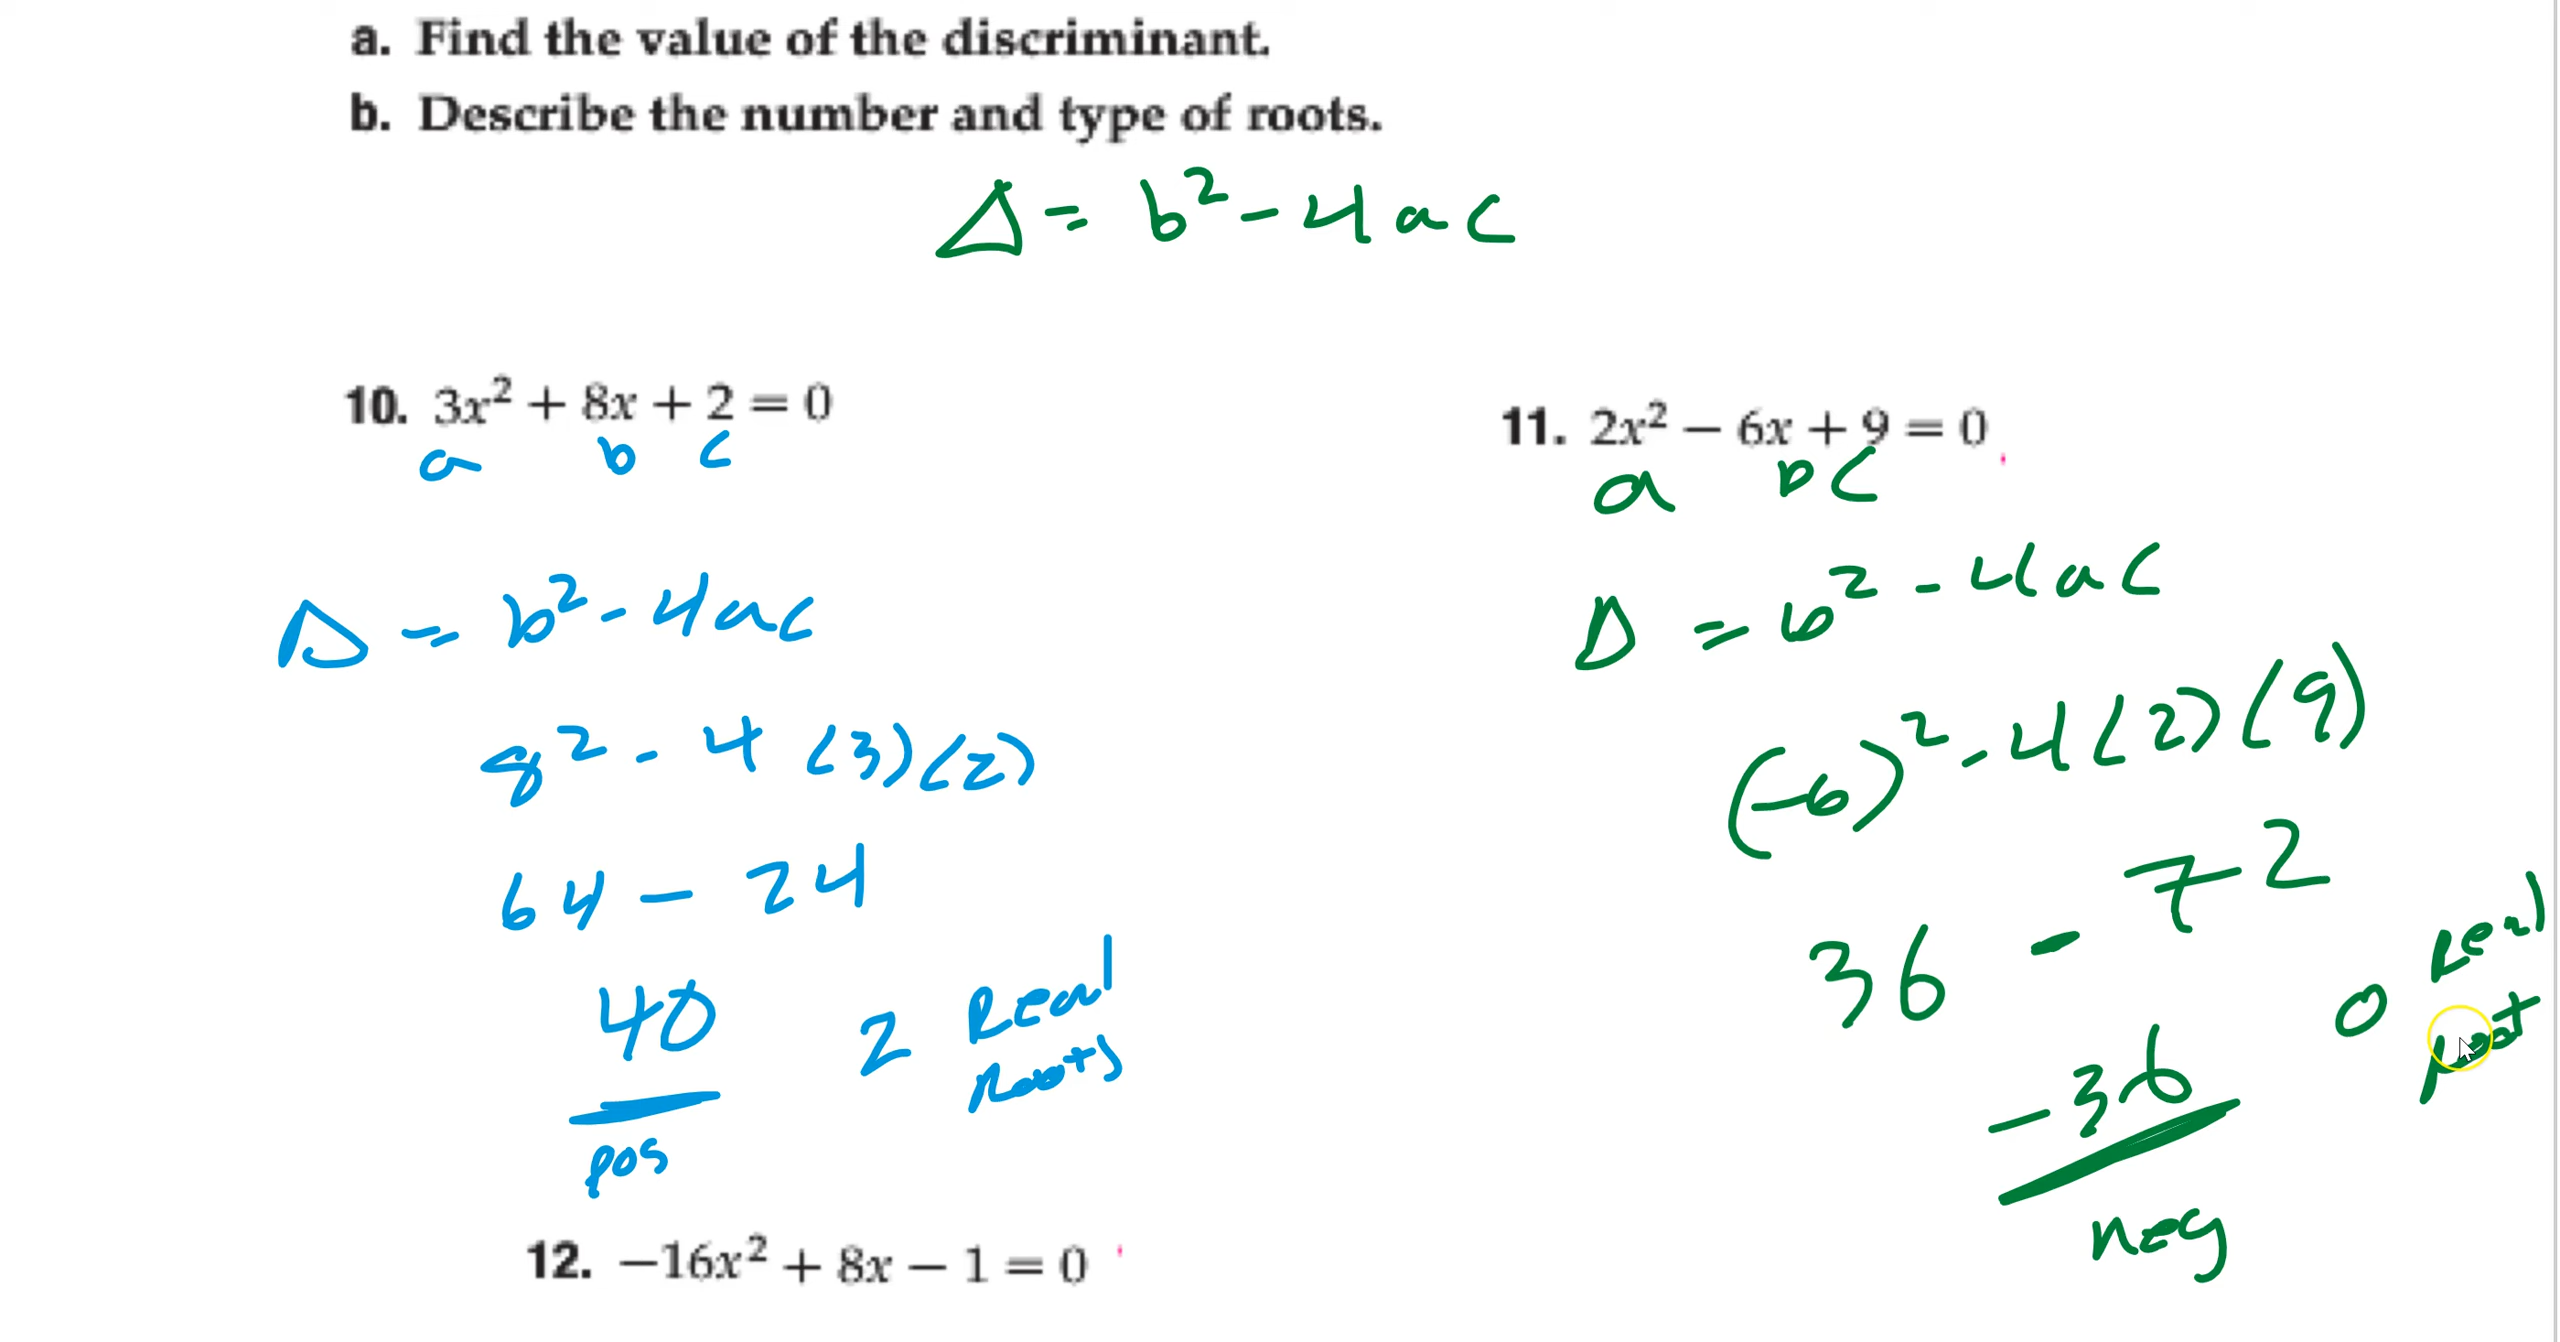 a. Find the value of the discriminant.
b. Describe the number and type of roots.
Δ = b² - 4ac
10. 3x² + 8x + 2 = 0
a b c
Δ = b² - 4ac
8² - 4 (3)(2)
64 - 24
40
pos
2 Real
Roots
11. 2x² − 6x + 9 = 0
a b c
Δ = b² - 4ac
(-6)² - 4(2)(9)
36 - 72
-36
neg
0 Real
Root
12. −16x² + 8x − 1 = 0